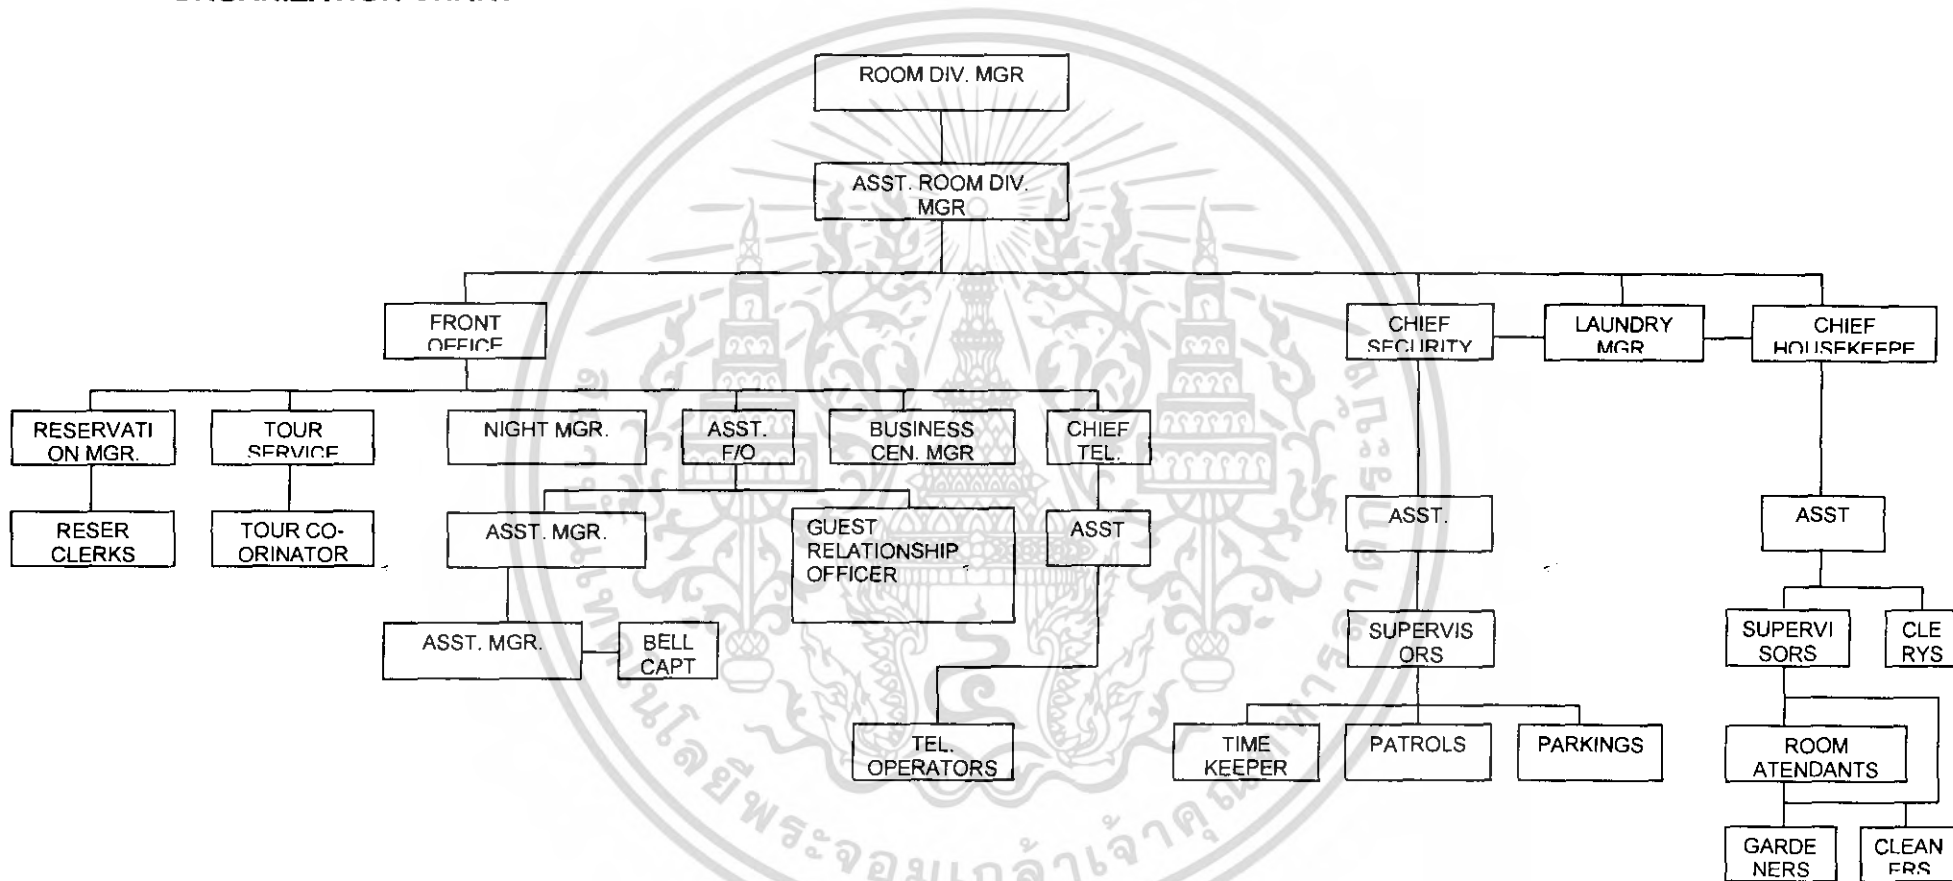 ROOM DIV. MGR
ASST. ROOM DIV.
MGR
FRONT
OFFICE
CHIEF
SECURITY
LAUNDRY
MGR
CHIEF
HOUSEKEEPE
RESERVATI
ON MGR.
TOUR
SERVICE
NIGHT MGR.
ASST.
F/O
BUSINESS
CEN. MGR
CHIEF
TEL.
RESER
CLERKS
TOUR CO-
ORINATOR
ASST. MGR.
GUEST
RELATIONSHIP
OFFICER
ASST
ASST.
ASST
ASST. MGR.
BELL
CAPT
SUPERVIS
ORS
SUPERVI
SORS
CLE
RYS
TEL.
OPERATORS
TIME
KEEPER
PATROLS
PARKINGS
ROOM
ATENDANTS
GARDE
NERS
CLEAN
ERS